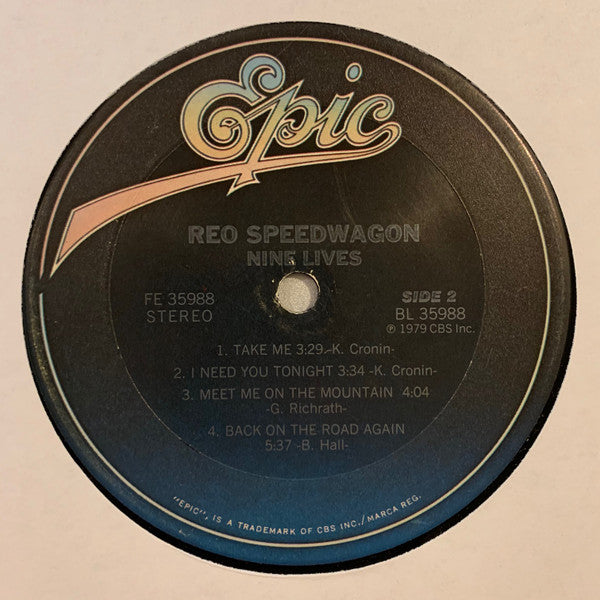 Epic
REO SPEEDWAGON
NINE LIVES
FE 35988
STEREO
SIDE 2
BL 35988
℗ 1979 CBS Inc.
1. TAKE ME 3:29 -K. Cronin-
2. I NEED YOU TONIGHT 3:34 -K. Cronin-
3. MEET ME ON THE MOUNTAIN 4:04
-G. Richrath-
4. BACK ON THE ROAD AGAIN
5:37 -B. Hall-
"EPIC", IS A TRADEMARK OF CBS INC./MARCA REG.